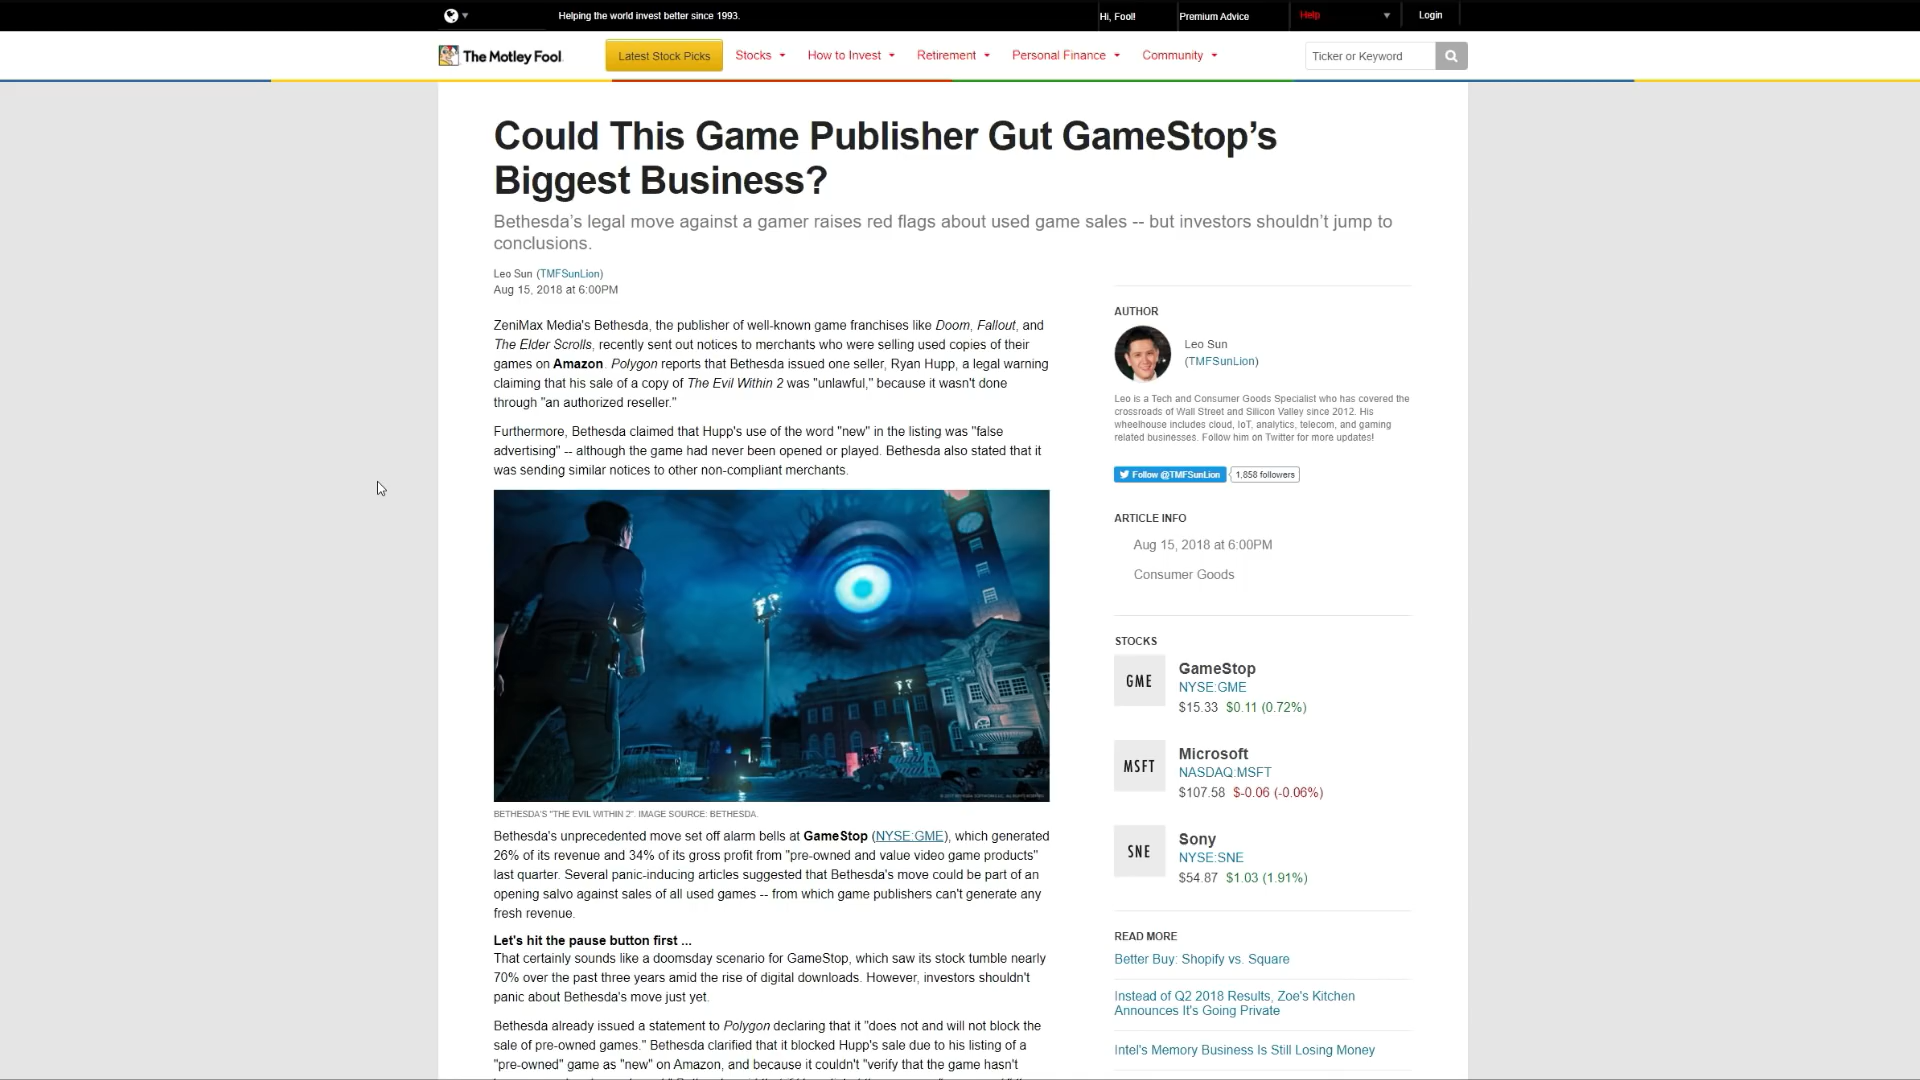 Helping the world invest better since 1993.
Hi, Fool!
Premium Advice
Help
Login
The Motley Fool
Latest Stock Picks
Stocks
How to Invest
Retirement
Personal Finance
Community
Ticker or Keyword
Could This Game Publisher Gut GameStop’s
Biggest Business?
Bethesda’s legal move against a gamer raises red flags about used game sales -- but investors shouldn’t jump to
conclusions.
Leo Sun (TMFSunLion)
Aug 15, 2018 at 6:00PM
ZeniMax Media's Bethesda, the publisher of well-known game franchises like Doom, Fallout, and
The Elder Scrolls, recently sent out notices to merchants who were selling used copies of their
games on Amazon. Polygon reports that Bethesda issued one seller, Ryan Hupp, a legal warning
claiming that his sale of a copy of The Evil Within 2 was "unlawful," because it wasn't done
through "an authorized reseller."
Furthermore, Bethesda claimed that Hupp's use of the word "new" in the listing was "false
advertising" -- although the game had never been opened or played. Bethesda also stated that it
was sending similar notices to other non-compliant merchants.
BETHESDA'S "THE EVIL WITHIN 2". IMAGE SOURCE: BETHESDA.
Bethesda's unprecedented move set off alarm bells at GameStop (NYSE:GME), which generated
26% of its revenue and 34% of its gross profit from "pre-owned and value video game products"
last quarter. Several panic-inducing articles suggested that Bethesda's move could be part of an
opening salvo against sales of all used games -- from which game publishers can't generate any
fresh revenue.
Let's hit the pause button first ...
That certainly sounds like a doomsday scenario for GameStop, which saw its stock tumble nearly
70% over the past three years amid the rise of digital downloads. However, investors shouldn't
panic about Bethesda's move just yet.
Bethesda already issued a statement to Polygon declaring that it "does not and will not block the
sale of pre-owned games." Bethesda clarified that it blocked Hupp's sale due to his listing of a
"pre-owned" game as "new" on Amazon, and because it couldn't "verify that the game hasn't
AUTHOR
Leo Sun
(TMFSunLion)
Leo is a Tech and Consumer Goods Specialist who has covered the
crossroads of Wall Street and Silicon Valley since 2012. His
wheelhouse includes cloud, IoT, analytics, telecom, and gaming
related businesses. Follow him on Twitter for more updates!
Follow @TMFSunLion
1,858 followers
ARTICLE INFO
Aug 15, 2018 at 6:00PM
Consumer Goods
STOCKS
GME
GameStop
NYSE:GME
$15.33 $0.11 (0.72%)
MSFT
Microsoft
NASDAQ:MSFT
$107.58 $-0.06 (-0.06%)
SNE
Sony
NYSE:SNE
$54.87 $1.03 (1.91%)
READ MORE
Better Buy: Shopify vs. Square
Instead of Q2 2018 Results, Zoe's Kitchen
Announces It's Going Private
Intel's Memory Business Is Still Losing Money